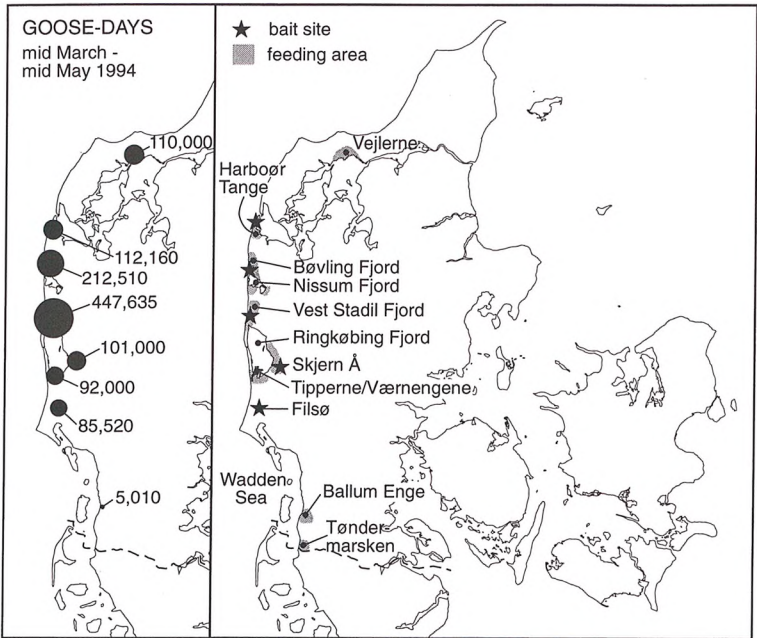 GOOSE-DAYS
mid March -
mid May 1994
110,000
112,160
212,510
447,635
101,000
92,000
85,520
5,010
bait site
feeding area
Vejlerne
Harboør
Tange
Bøvling Fjord
Nissum Fjord
Vest Stadil Fjord
Ringkøbing Fjord
Skjern Å
Tipperne/Værnengene
Filsø
Wadden
Sea
Ballum Enge
Tønder
marsken